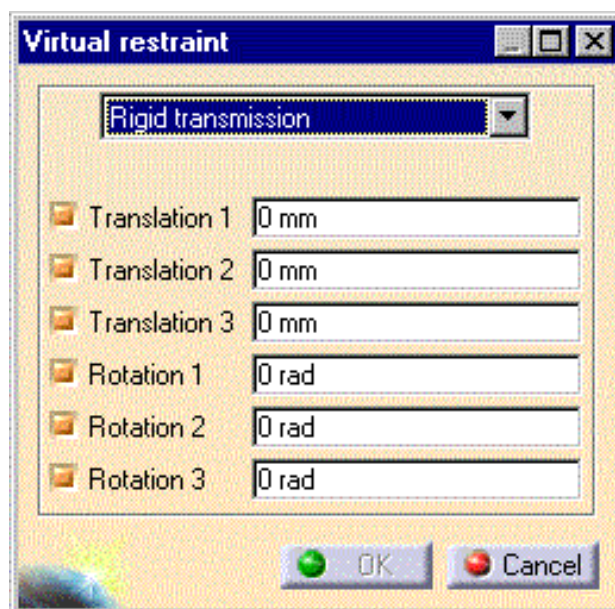 Virtual restraint
Rigid transmission
Translation 1 0 mm
Translation 2 0 mm
Translation 3 0 mm
Rotation 1 0 rad
Rotation 2 0 rad
Rotation 3 0 rad
OK Cancel